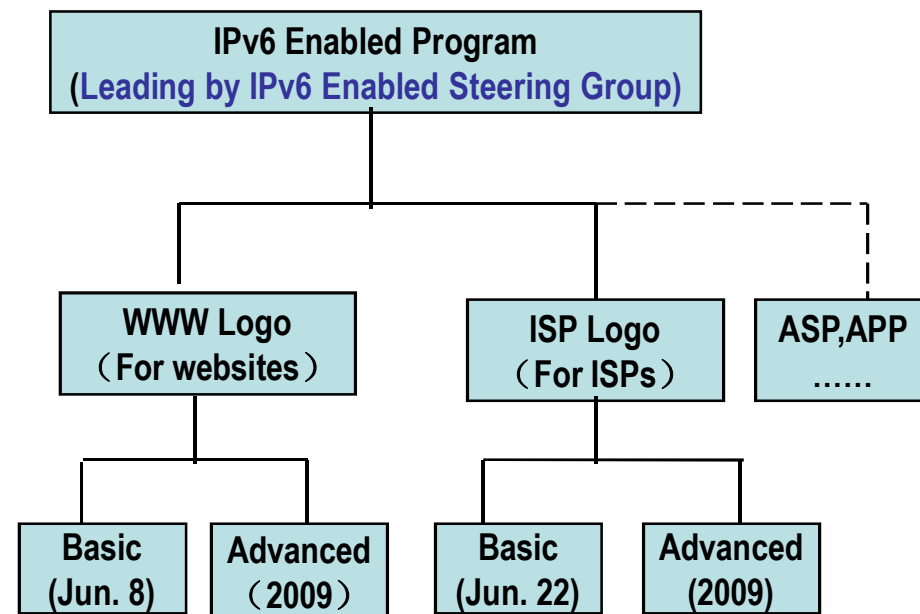 IPv6 Enabled Program
(Leading by IPv6 Enabled Steering Group)
WWW Logo
（For websites）
ISP Logo
（For ISPs）
ASP,APP
……
Basic
(Jun. 8)
Advanced
（2009）
Basic
(Jun. 22)
Advanced
(2009)